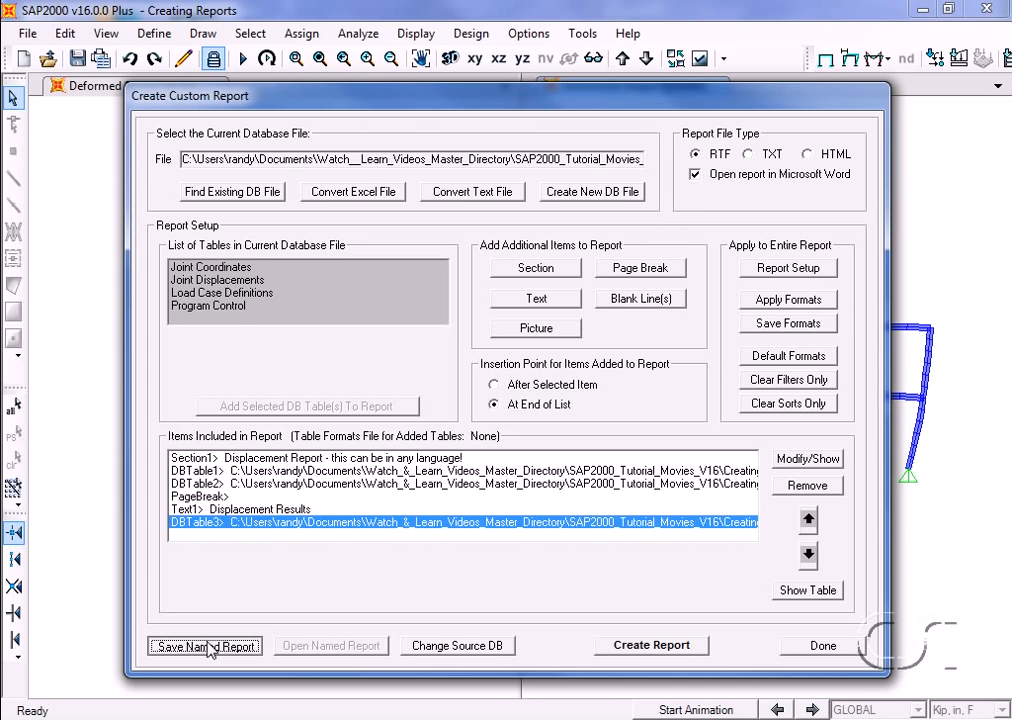 SAP2000 v16.0.0 Plus - Creating Reports
File Edit View Define Draw Select Assign Analyze Display Design Options Tools Help
3D xy xz yz nv nd
Deformed
Create Custom Report
Select the Current Database File:
File C:\Users\randy\Documents\Watch__Learn_Videos_Master_Directory\SAP2000_Tutorial_Movies_
Find Existing DB File Convert Excel File Convert Text File Create New DB File
Report File Type
RTF TXT HTML
Open report in Microsoft Word
Report Setup
List of Tables in Current Database File
Joint Coordinates
Joint Displacements
Load Case Definitions
Program Control
Add Selected DB Table(s) To Report
Add Additional Items to Report
Section Page Break
Text Blank Line(s)
Picture
Insertion Point for Items Added to Report
After Selected Item
At End of List
Apply to Entire Report
Report Setup
Apply Formats
Save Formats
Default Formats
Clear Filters Only
Clear Sorts Only
Items Included in Report (Table Formats File for Added Tables: None)
Section1> Displacement Report - this can be in any language!
DBTable1> C:\Users\randy\Documents\Watch_&_Learn_Videos_Master_Directory\SAP2000_Tutorial_Movies_V16\Creating
DBTable2> C:\Users\randy\Documents\Watch_&_Learn_Videos_Master_Directory\SAP2000_Tutorial_Movies_V16\Creating
PageBreak>
Text1> Displacement Results
DBTable3> C:\Users\randy\Documents\Watch_&_Learn_Videos_Master_Directory\SAP2000_Tutorial_Movies_V16\Creating
Modify/Show
Remove
Show Table
Save Named Report Open Named Report Change Source DB Create Report Done
all
PS
clr
Ready Start Animation GLOBAL Kip, in, F